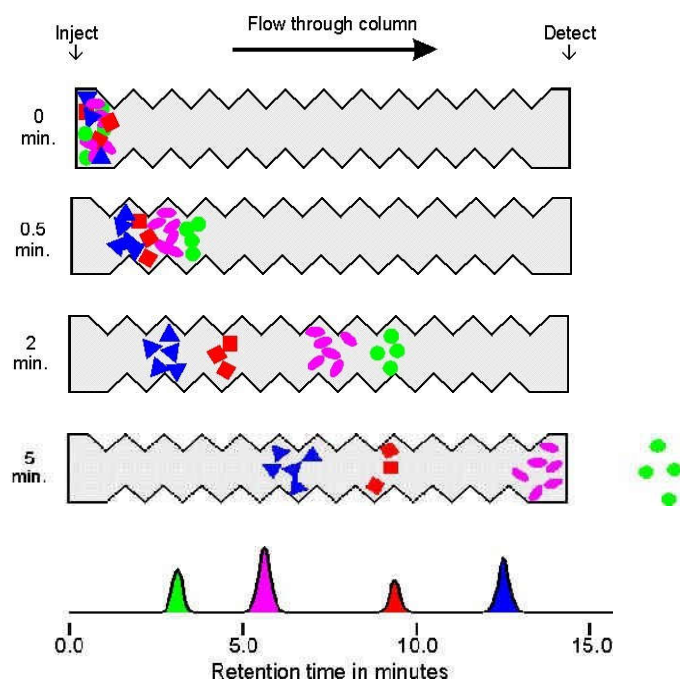 Flow through column
Inject
Detect
0
min.
0.5
min.
2
min.
5
min.
0.0 5.0 10.0 15.0
Retention time in minutes